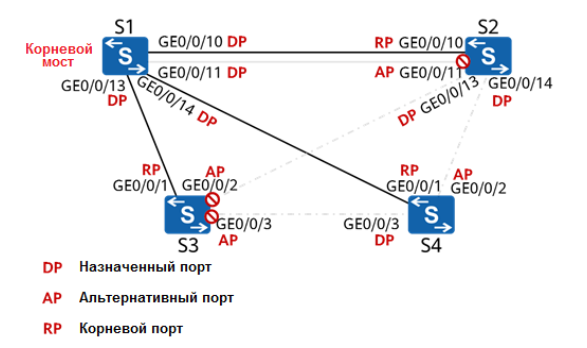 S1
S2
Корневой
мост
S
GE0/0/10 DP
RP GE0/0/10
S
GE0/0/11 DP
AP GE0/0/11
GE0/0/13
DP
GE0/0/14 DP
DP GE0/0/13
GE0/0/14
DP
RP
GE0/0/1
AP
GE0/0/2
RP
GE0/0/1
AP
GE0/0/2
S
GE0/0/3
AP
S3
GE0/0/3
DP
S
S4
DP Назначенный порт
AP Альтернативный порт
RP Корневой порт